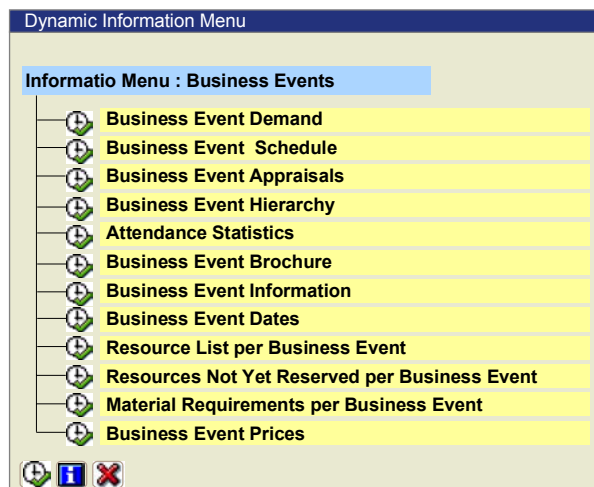 Dynamic Information Menu
Informatio Menu : Business Events
Business Event Demand
Business Event  Schedule
Business Event Appraisals
Business Event Hierarchy
Attendance Statistics
Business Event Brochure
Business Event Information
Business Event Dates
Resource List per Business Event
Resources Not Yet Reserved per Business Event
Material Requirements per Business Event
Business Event Prices